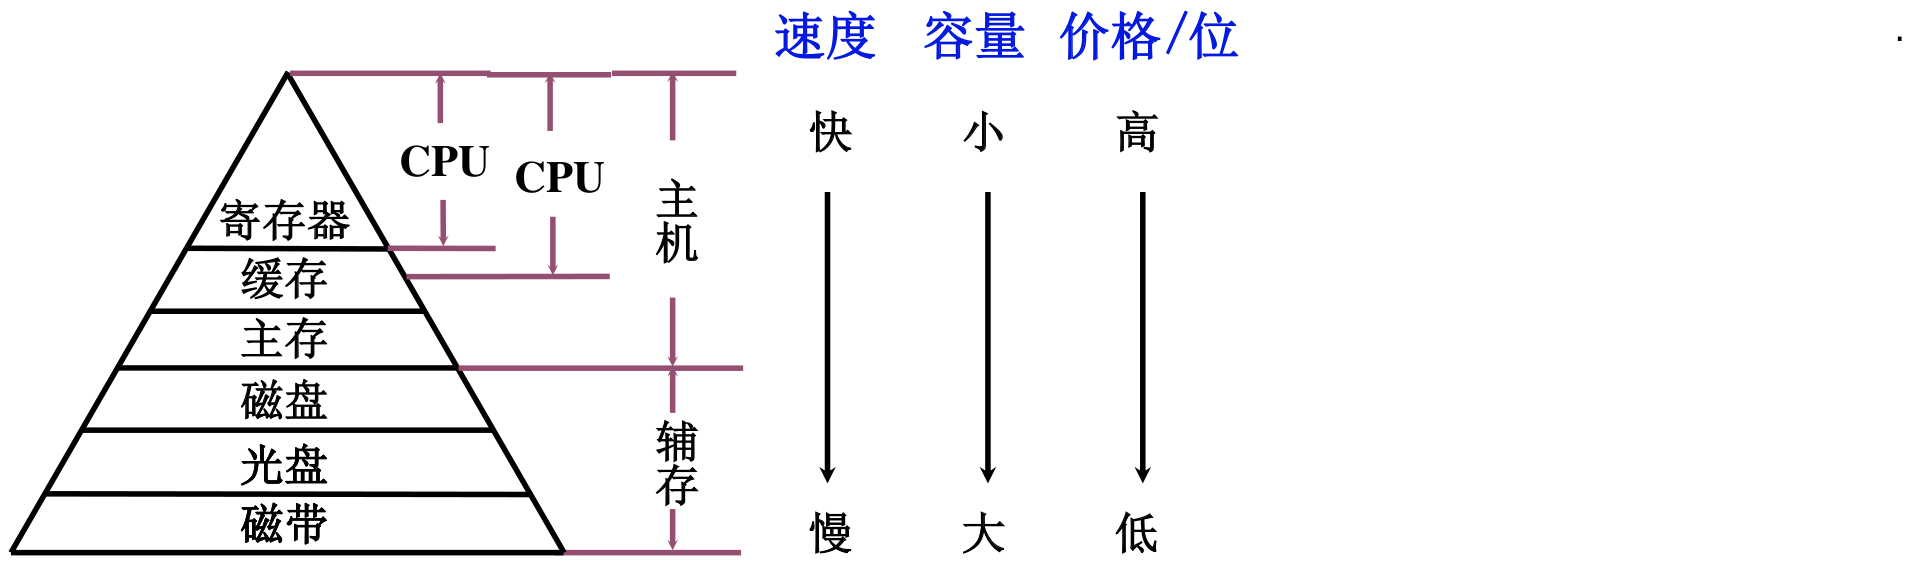 速度 容量 价格/位
.
快 小 高
CPU
CPU
主机
寄存器
缓存
主存
磁盘
光盘
磁带
辅存
慢 大 低